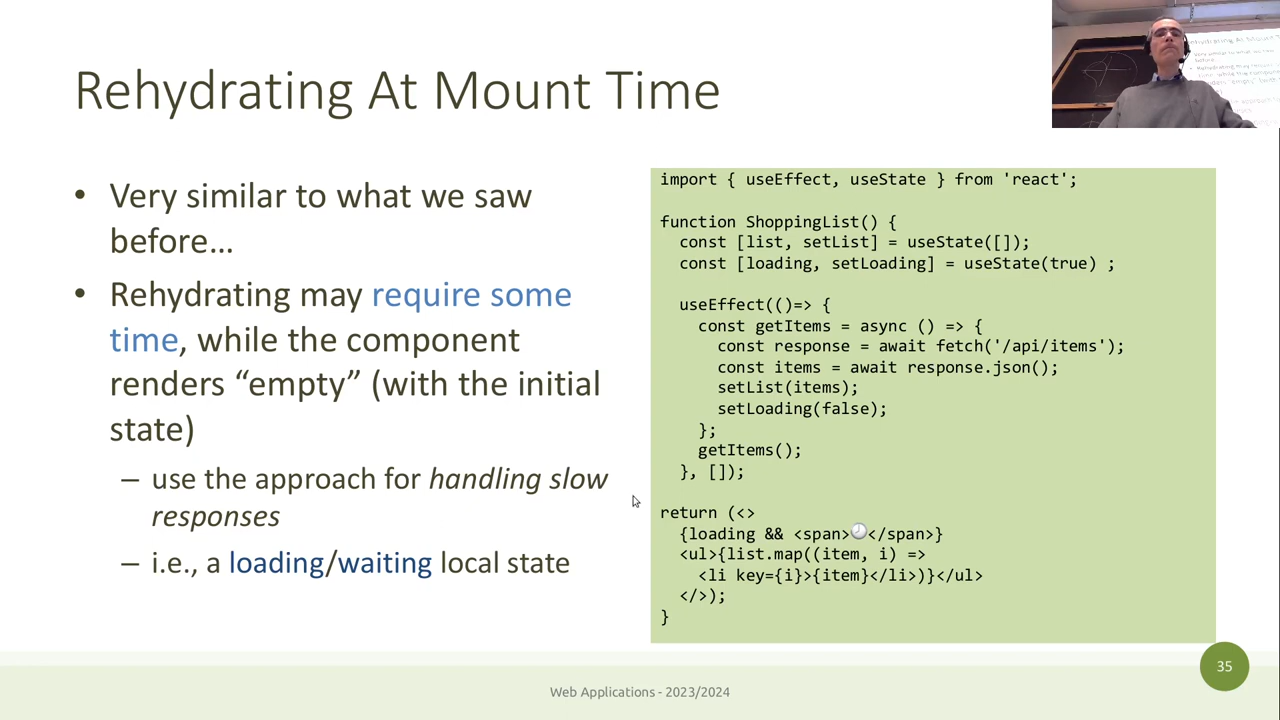 Rehydrating At Mount Time
• Very similar to what we saw
before…
• Rehydrating may require some
time, while the component
renders “empty” (with the initial
state)
– use the approach for handling slow
responses
– i.e., a loading/waiting local state
import { useEffect, useState } from 'react';
function ShoppingList() {
const [list, setList] = useState([]);
const [loading, setLoading] = useState(true) ;
useEffect(()=> {
const getItems = async () => {
const response = await fetch('/api/items');
const items = await response.json();
setList(items);
setLoading(false);
};
getItems();
}, []);
return (<>
{loading && <span>🕗</span>}
<ul>{list.map((item, i) =>
<li key={i}>{item}</li>)}</ul>
</>);
}
Web Applications - 2023/2024
35